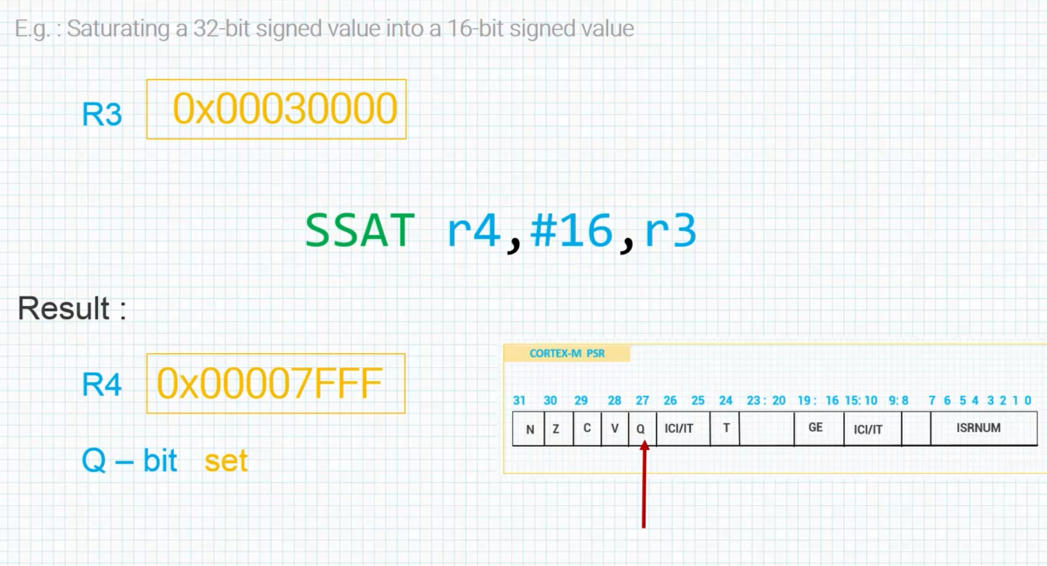 E.g. : Saturating a 32-bit signed value into a 16-bit signed value
R3 0x00030000
SSAT r4,#16,r3
Result :
R4 0x00007FFF
Q – bit set
CORTEX-M PSR
31 30 29 28 27 26 25 24 23 : 20 19 : 16 15: 10 9: 8 7 6 5 4 3 2 1 0
N Z C V Q ICI/IT T GE ICI/IT ISRNUM